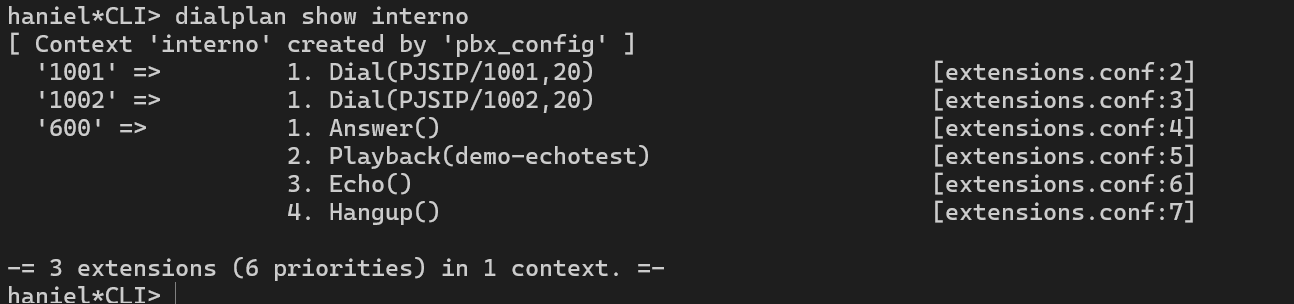 haniel*CLI> dialplan show interno
[ Context 'interno' created by 'pbx_config' ]
  '1001' =>         1. Dial(PJSIP/1001,20)                        [extensions.conf:2]
  '1002' =>         1. Dial(PJSIP/1002,20)                        [extensions.conf:3]
  '600' =>          1. Answer()                                   [extensions.conf:4]
                    2. Playback(demo-echotest)                    [extensions.conf:5]
                    3. Echo()                                     [extensions.conf:6]
                    4. Hangup()                                   [extensions.conf:7]
-= 3 extensions (6 priorities) in 1 context. =-
haniel*CLI>